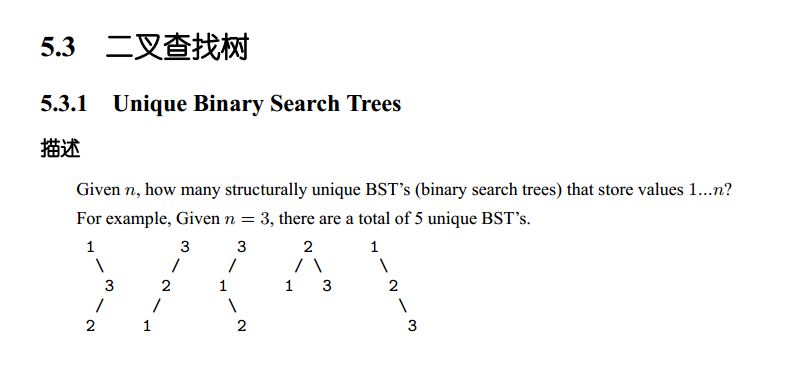 5.3 二叉查找树
5.3.1 Unique Binary Search Trees
描述
Given n, how many structurally unique BST’s (binary search trees) that store values 1...n?
For example, Given n = 3, there are a total of 5 unique BST’s.
1 3 3 2 1
\ / / / \ \
3 2 1 1 3 2
/ / \ \
2 1 2 3